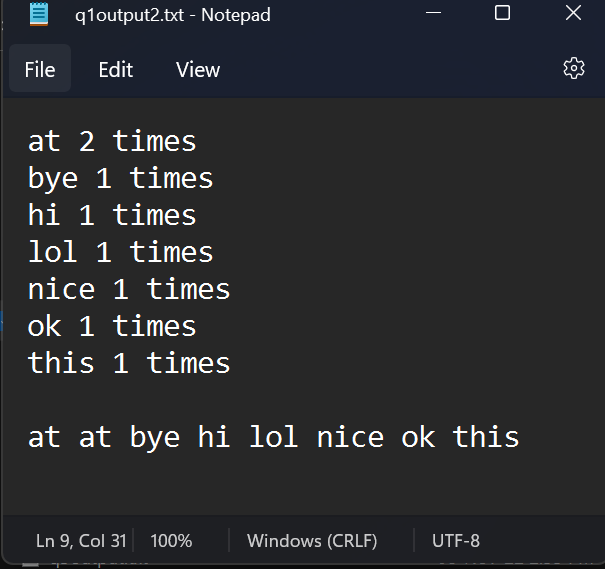 q1output2.txt - Notepad
File Edit View
at 2 times
bye 1 times
hi 1 times
lol 1 times
nice 1 times
ok 1 times
this 1 times
at at bye hi lol nice ok this
Ln 9, Col 31 100% Windows (CRLF) UTF-8